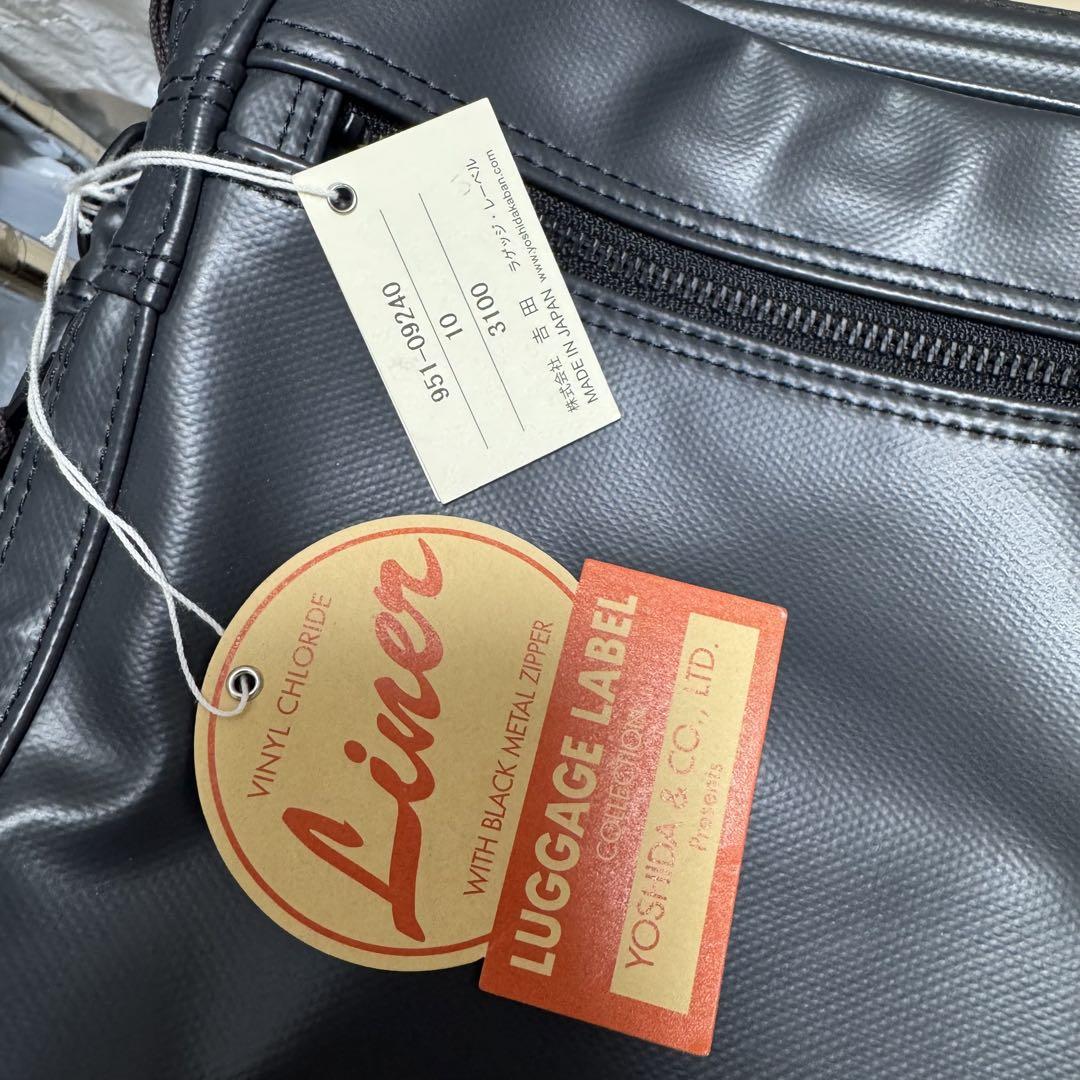 951-09240
10
3100
ラゲッジ・レーベル
株式会社 吉田 www.yoshidakaban.com
MADE IN JAPAN
VINYL CHLORIDE
Liner
WITH BLACK METAL ZIPPER
LUGGAGE LABEL
COLLECTION
YOSHIDA & CO., LTD.
Presents